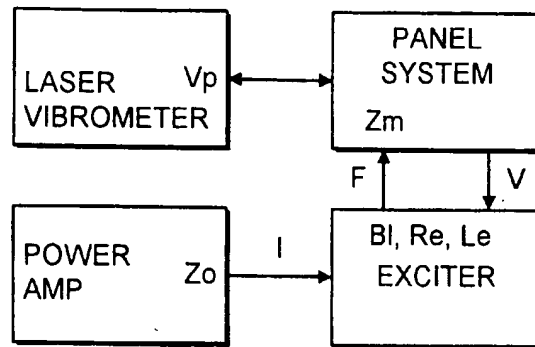 LASER
VIBROMETER
Vp
PANEL
SYSTEM
Zm
F
V
POWER
AMP
Zo
I
Bl, Re, Le
EXCITER